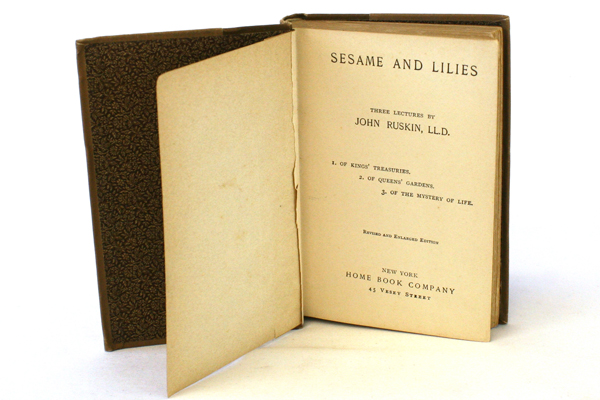 SESAME AND LILIES
THREE LECTURES BY
JOHN RUSKIN, LL.D.
1. OF KINGS' TREASURIES.
2. OF QUEENS' GARDENS.
3. OF THE MYSTERY OF LIFE.
REVISED AND ENLARGED EDITION
NEW YORK
HOME BOOK COMPANY
45 VESEY STREET